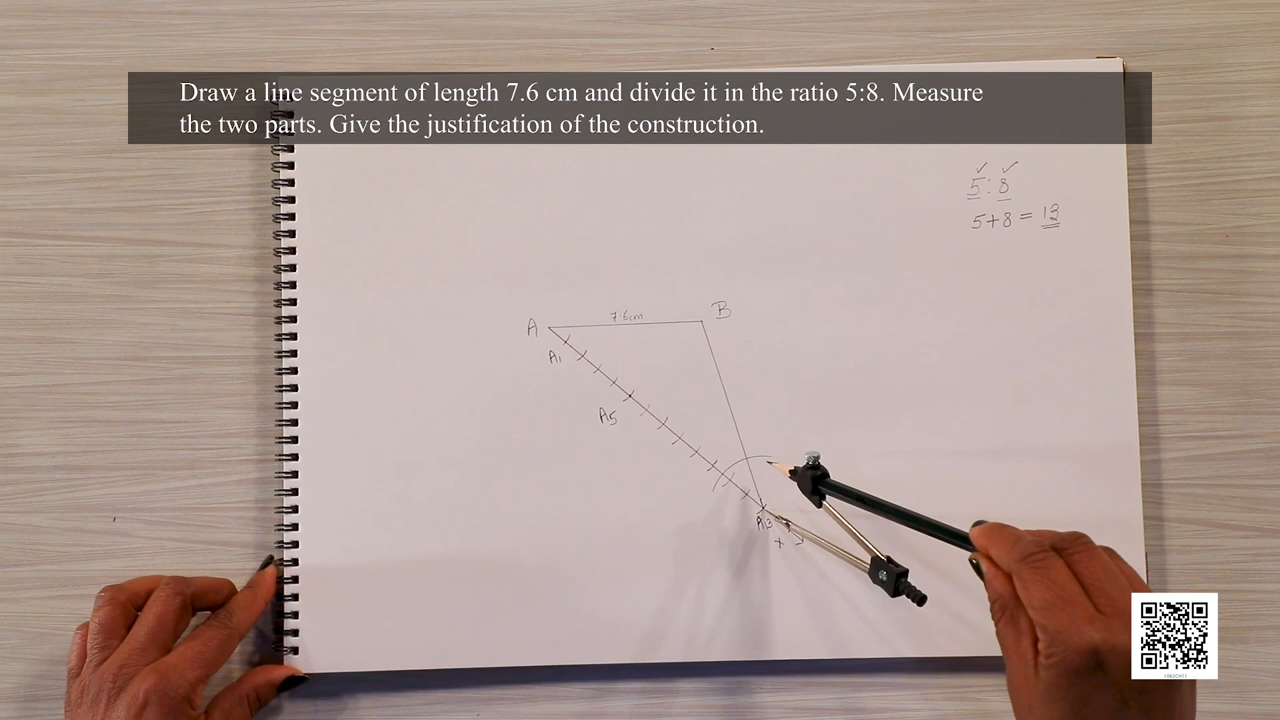 Draw a line segment of length 7.6 cm and divide it in the ratio 5:8. Measure
the two parts. Give the justification of the construction.
5:8
5+8=13
7.6cm
A
B
A1
A5
A13
X